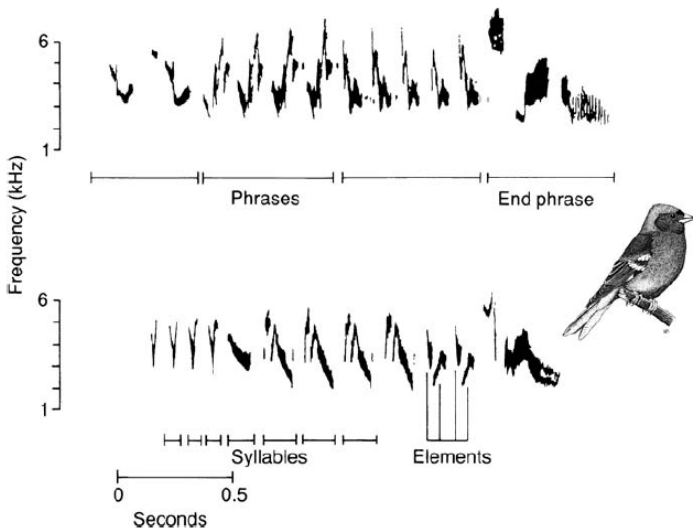 6
1
Phrases
End phrase
Frequency (kHz)
6
1
Syllables
Elements
0
0.5
Seconds